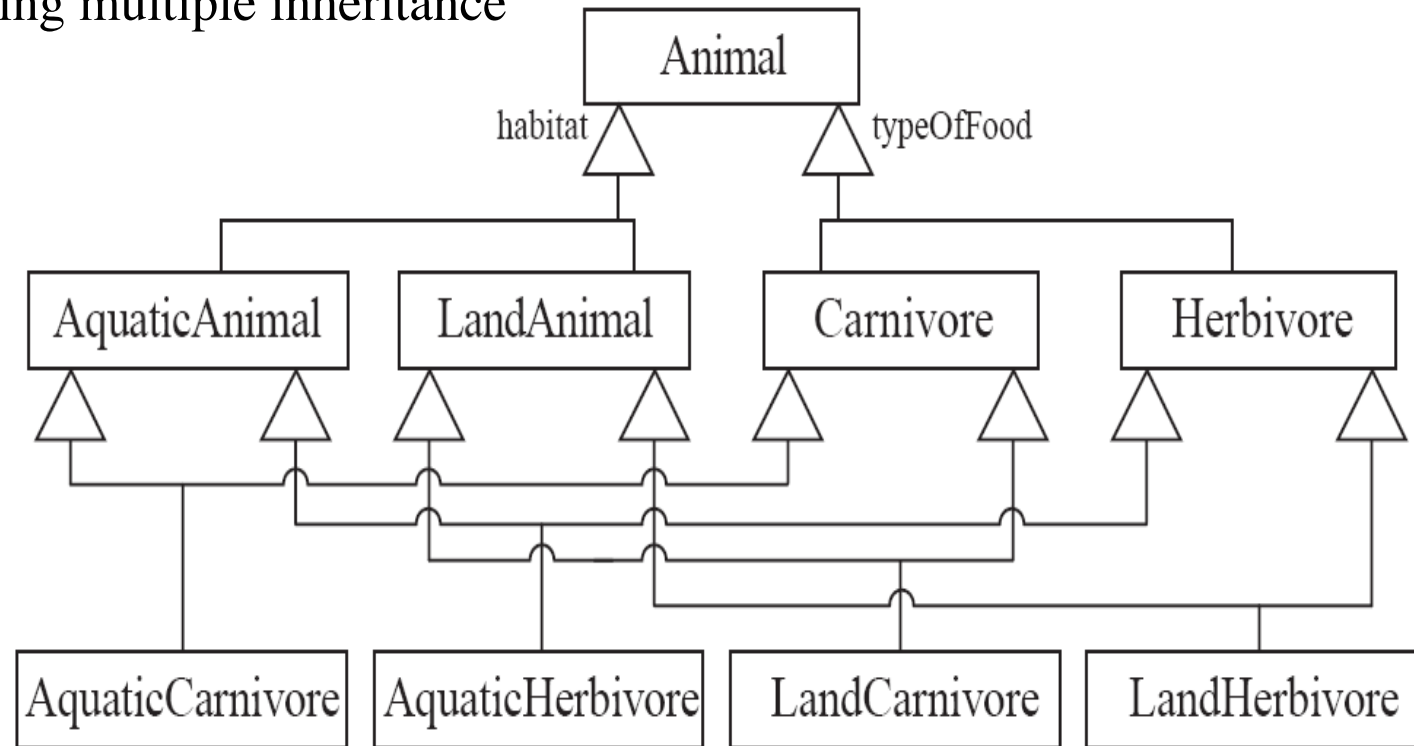 ing multiple inheritance
Animal
habitat
typeOfFood
AquaticAnimal
LandAnimal
Carnivore
Herbivore
AquaticCarnivore
AquaticHerbivore
LandCarnivore
LandHerbivore